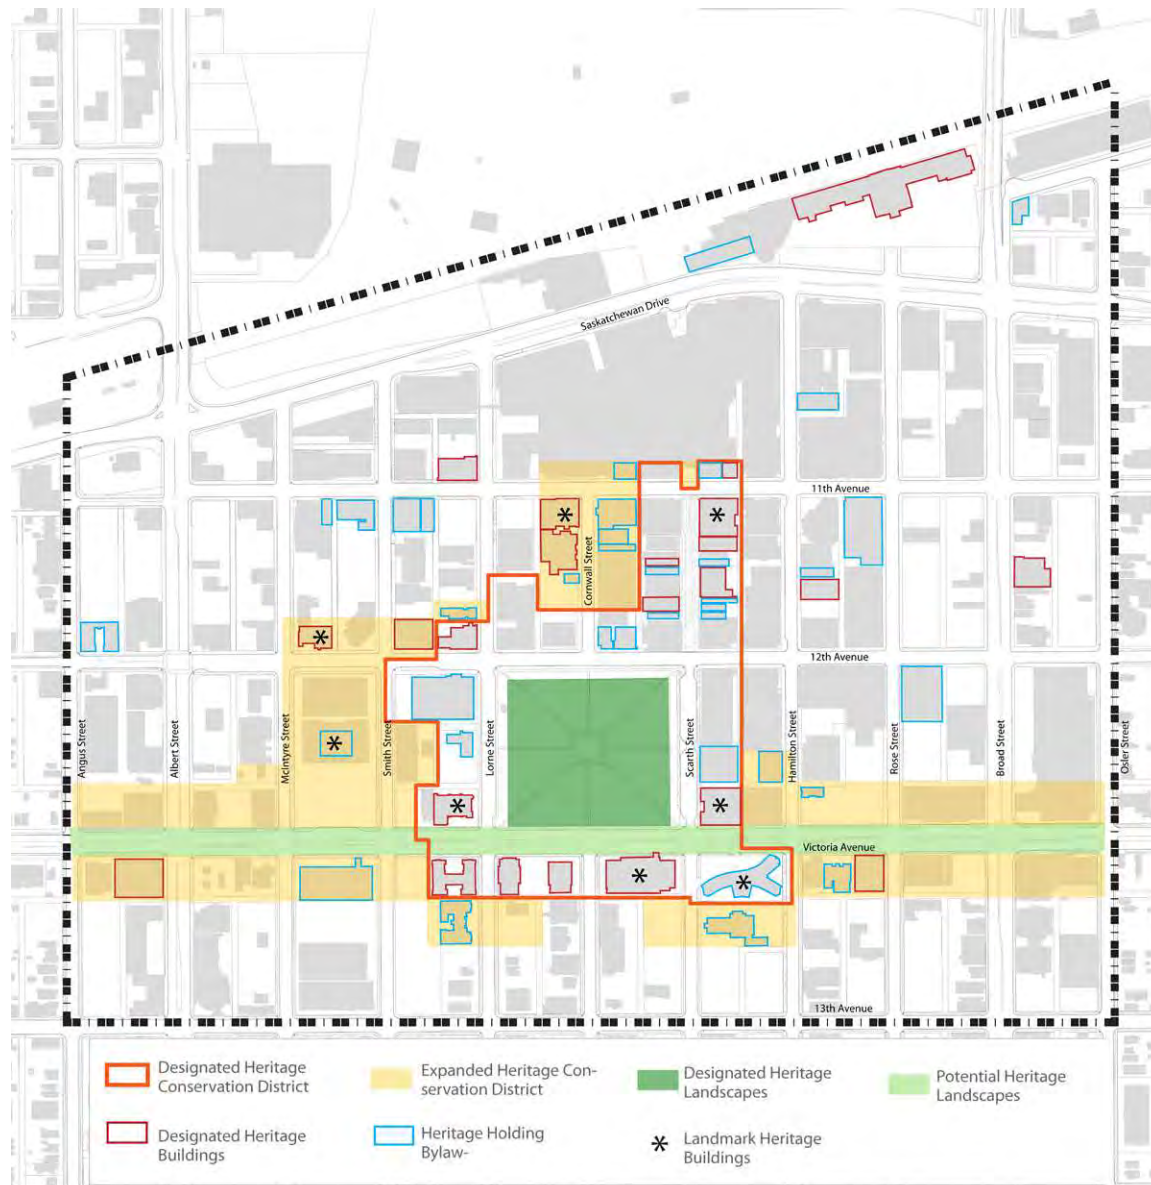 Saskatchewan Drive
11th Avenue
Cornwall Street
12th Avenue
Angus Street
Albert Street
McIntyre Street
Smith Street
Lorne Street
Scarth Street
Hamilton Street
Rose Street
Broad Street
Osler Street
Victoria Avenue
13th Avenue
Designated Heritage
Conservation District
Expanded Heritage Con-
servation District
Designated Heritage
Landscapes
Potential Heritage
Landscapes
Designated Heritage
Buildings
Heritage Holding
Bylaw-
Landmark Heritage
Buildings